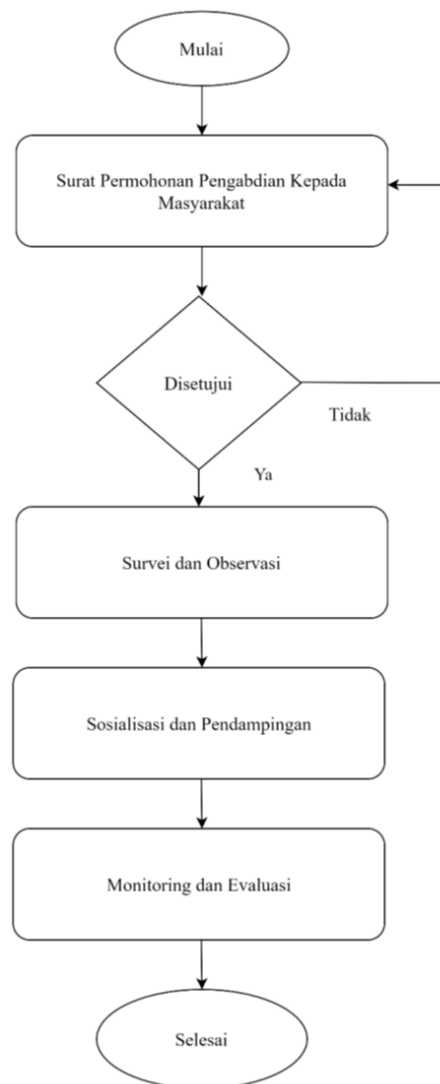 Mulai
Surat Permohonan Pengabdian Kepada
Masyarakat
Disetujui
Tidak
Ya
Survei dan Observasi
Sosialisasi dan Pendampingan
Monitoring dan Evaluasi
Selesai